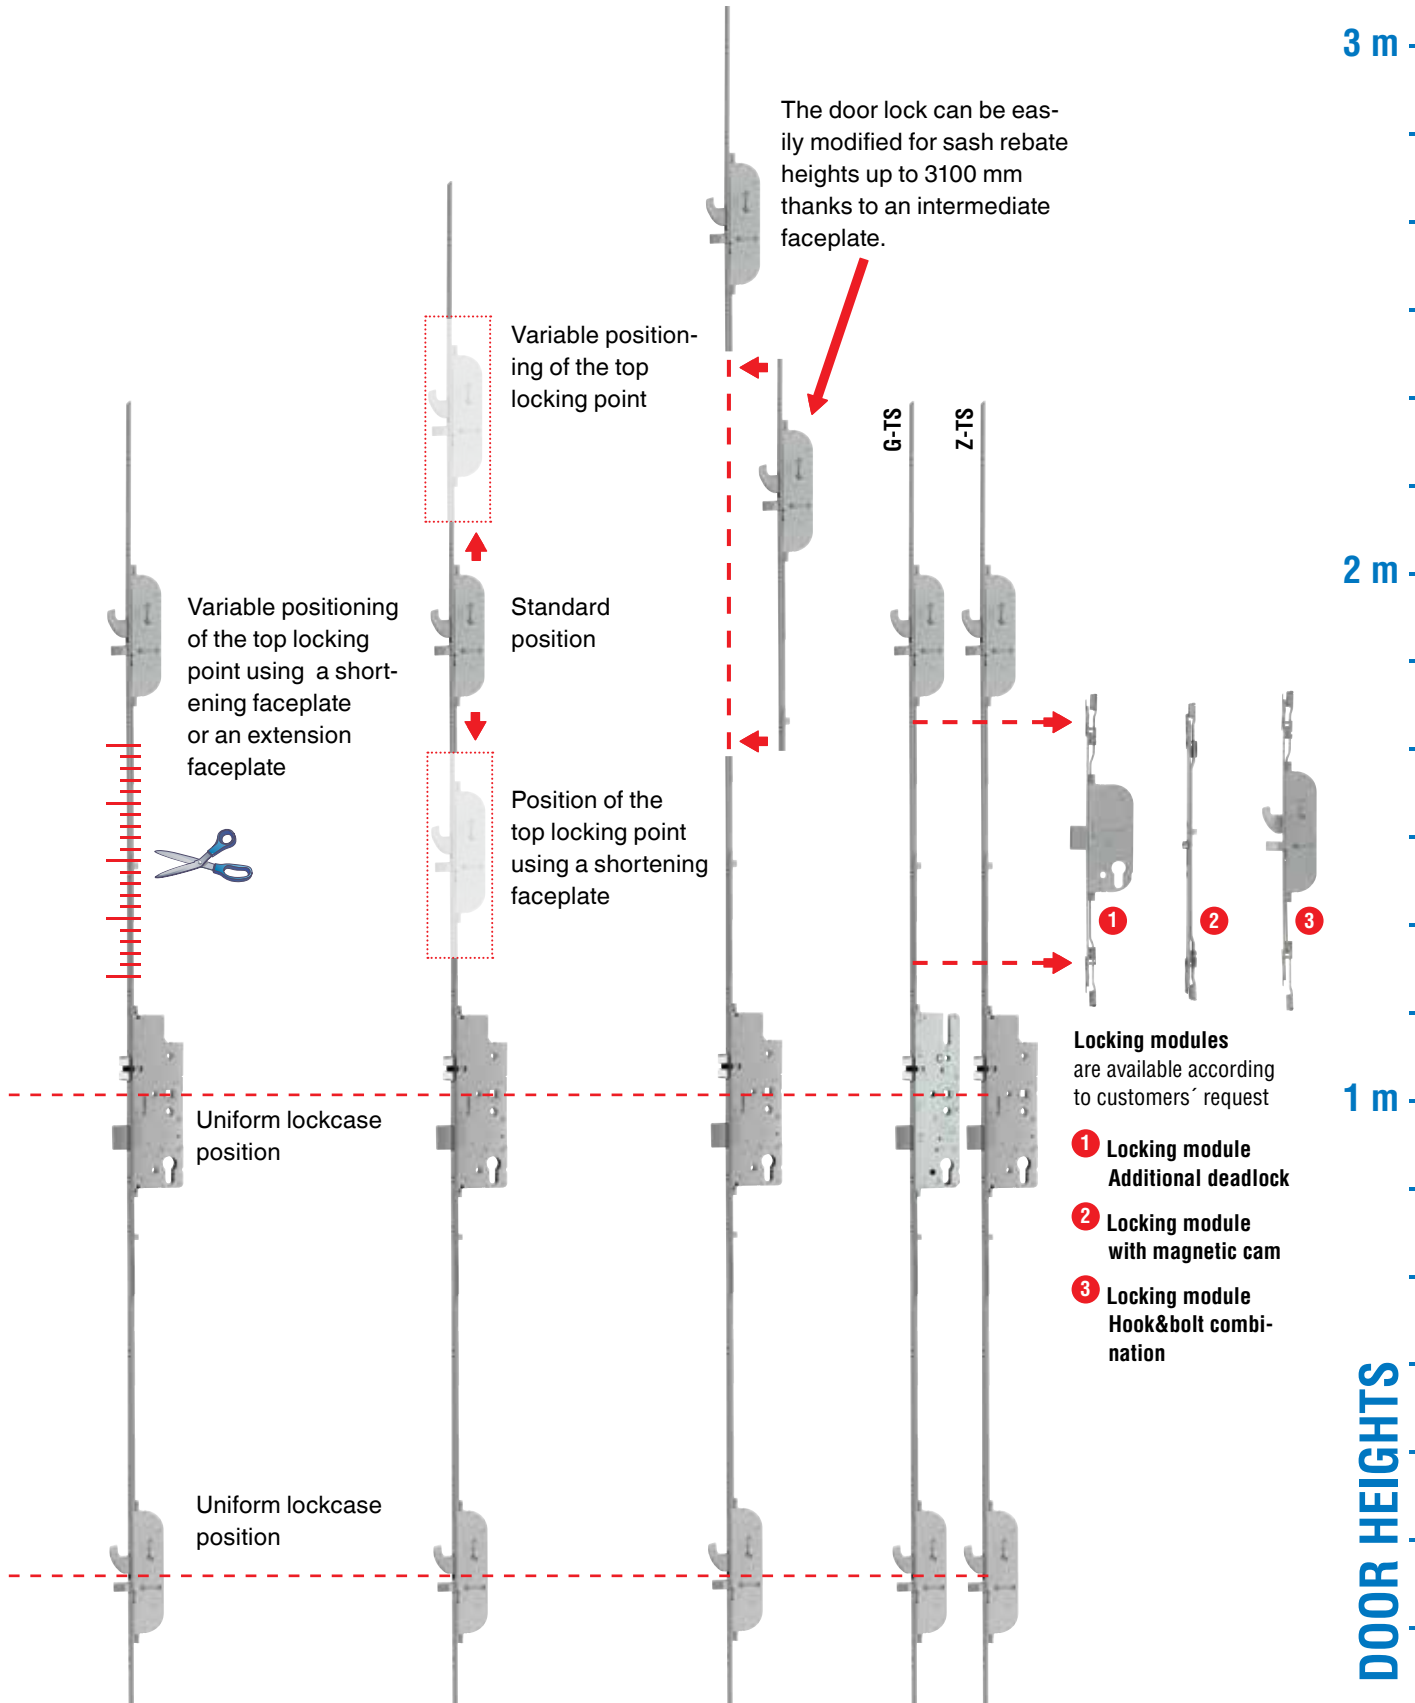 3 m
The door lock can be eas-
ily modified for sash rebate
heights up to 3100 mm
thanks to an intermediate
faceplate.
Variable position-
ing of the top
locking point
G-TS
Z-TS
2 m
Variable positioning
of the top locking
point using a short-
ening faceplate
or an extension
faceplate
Standard
position
Position of the
top locking point
using a shortening
faceplate
1
2
3
Locking modules
are available according
to customers´ request
1 m
Uniform lockcase
position
1 Locking module
Additional deadlock
2 Locking module
with magnetic cam
3 Locking module
Hook&bolt combi-
nation
Uniform lockcase
position
DOOR HEIGHTS